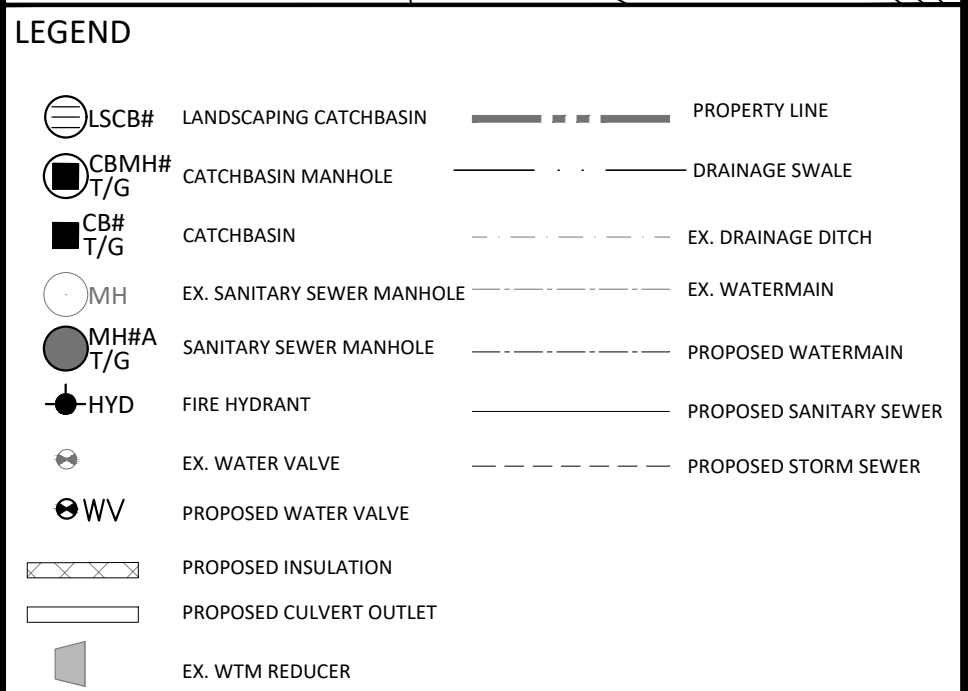 LEGEND
LSCB# LANDSCAPING CATCHBASIN
CBMH#
T/G CATCHBASIN MANHOLE
CB#
T/G CATCHBASIN
MH EX. SANITARY SEWER MANHOLE
MH#A
T/G SANITARY SEWER MANHOLE
HYD FIRE HYDRANT
EX. WATER VALVE
WV PROPOSED WATER VALVE
PROPOSED INSULATION
PROPOSED CULVERT OUTLET
EX. WTM REDUCER
PROPERTY LINE
DRAINAGE SWALE
EX. DRAINAGE DITCH
EX. WATERMAIN
PROPOSED WATERMAIN
PROPOSED SANITARY SEWER
PROPOSED STORM SEWER